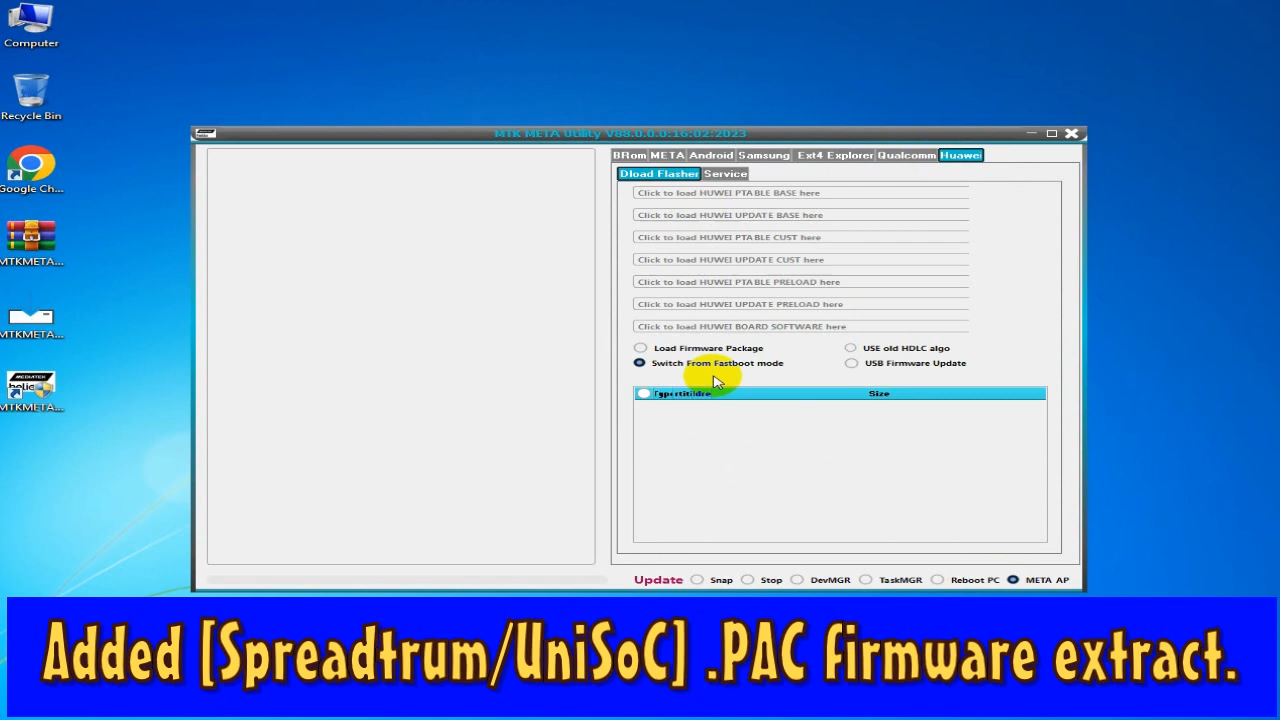 Computer
Recycle Bin
Google Ch...
MTKMETA...
MTKMETA...
MEDIATEK
helio
MTKMETA...
MTK META Utility V88.0.0.0:16:02:2023
BRom META Android Samsung Ext4 Explorer Qualcomm Huawei
Dload Flasher Service
Click to load HUWEI PTABLE BASE here
Click to load HUWEI UPDATE BASE here
Click to load HUWEI PTABLE CUST here
Click to load HUWEI UPDATE CUST here
Click to load HUWEI PTABLE PRELOAD here
Click to load HUWEI UPDATE PRELOAD here
Click to load HUWEI BOARD SOFTWARE here
Load Firmware Package USE old HDLC algo
Switch From Fastboot mode USB Firmware Update
Size
Update Snap Stop DevMGR TaskMGR Reboot PC META AP
Added [Spreadtrum/UniSoC] .PAC firmware extract.